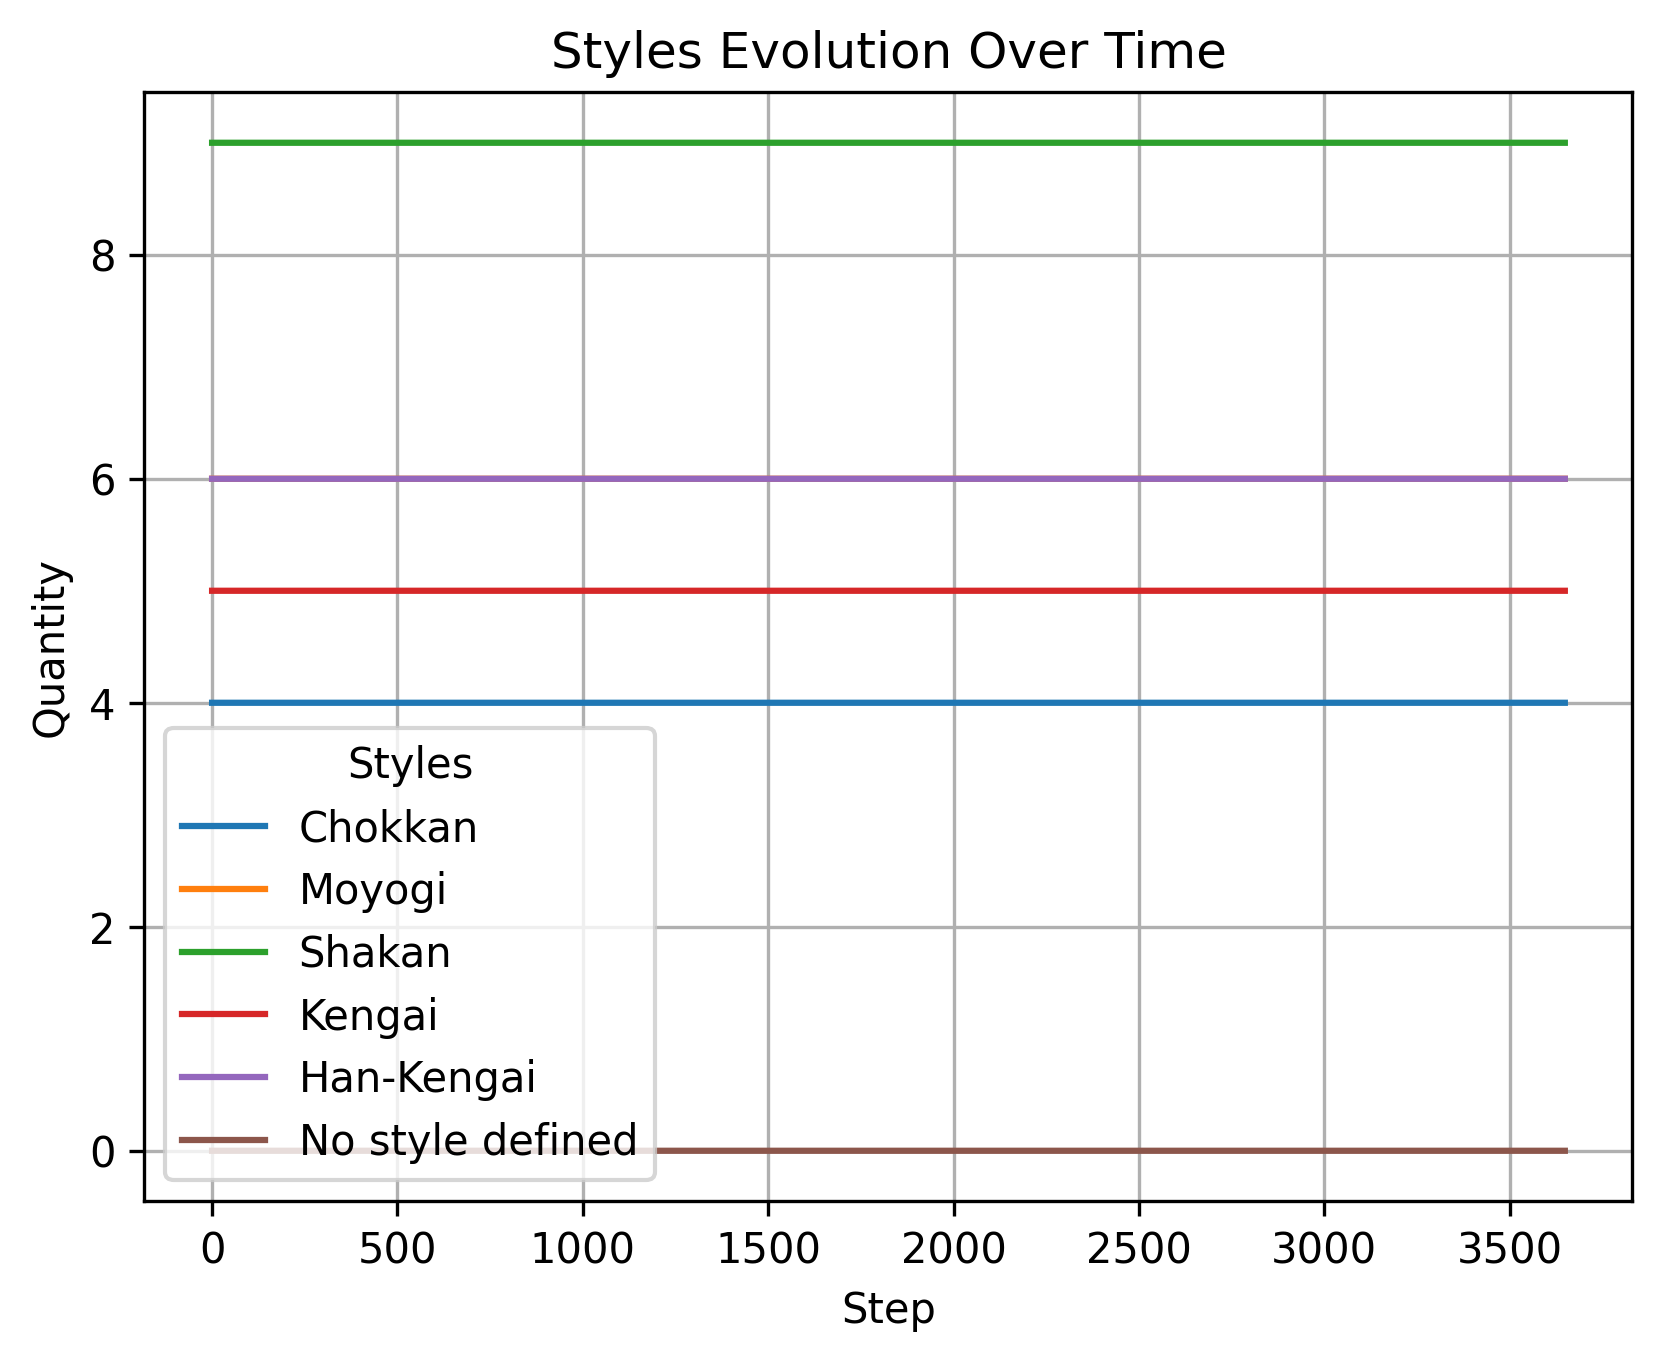 Styles Evolution Over Time
Quantity
8
6
4
2
0
Styles
Chokkan
Moyogi
Shakan
Kengai
Han-Kengai
No style defined
0 500 1000 1500 2000 2500 3000 3500
Step